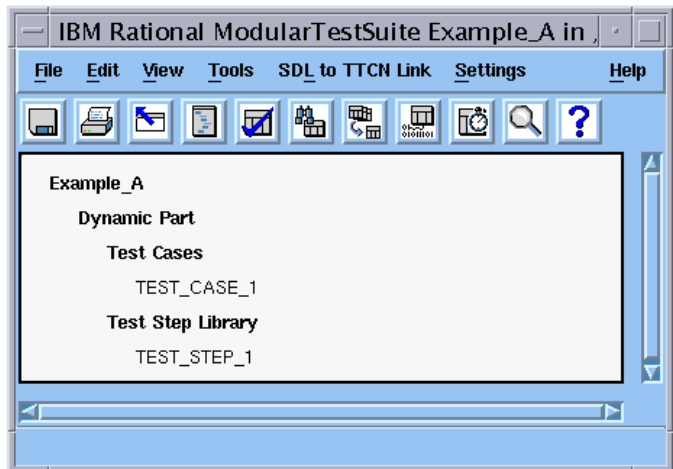 IBM Rational ModularTestSuite Example_A in
File Edit View Tools SDL to TTCN Link Settings Help
Example_A
Dynamic Part
Test Cases
TEST_CASE_1
Test Step Library
TEST_STEP_1